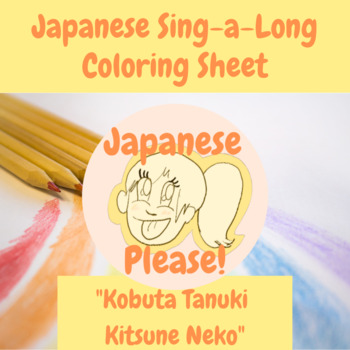 Japanese Sing-a-Long
Coloring Sheet
Japanese
Please!
"Kobuta Tanuki
Kitsune Neko"